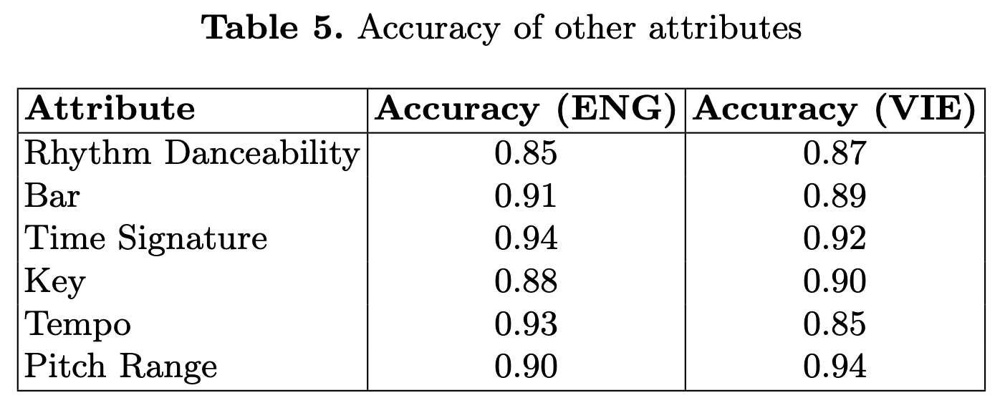 Table 5. Accuracy of other attributes
Attribute Accuracy (ENG) Accuracy (VIE)
Rhythm Danceability 0.85 0.87
Bar 0.91 0.89
Time Signature 0.94 0.92
Key 0.88 0.90
Tempo 0.93 0.85
Pitch Range 0.90 0.94